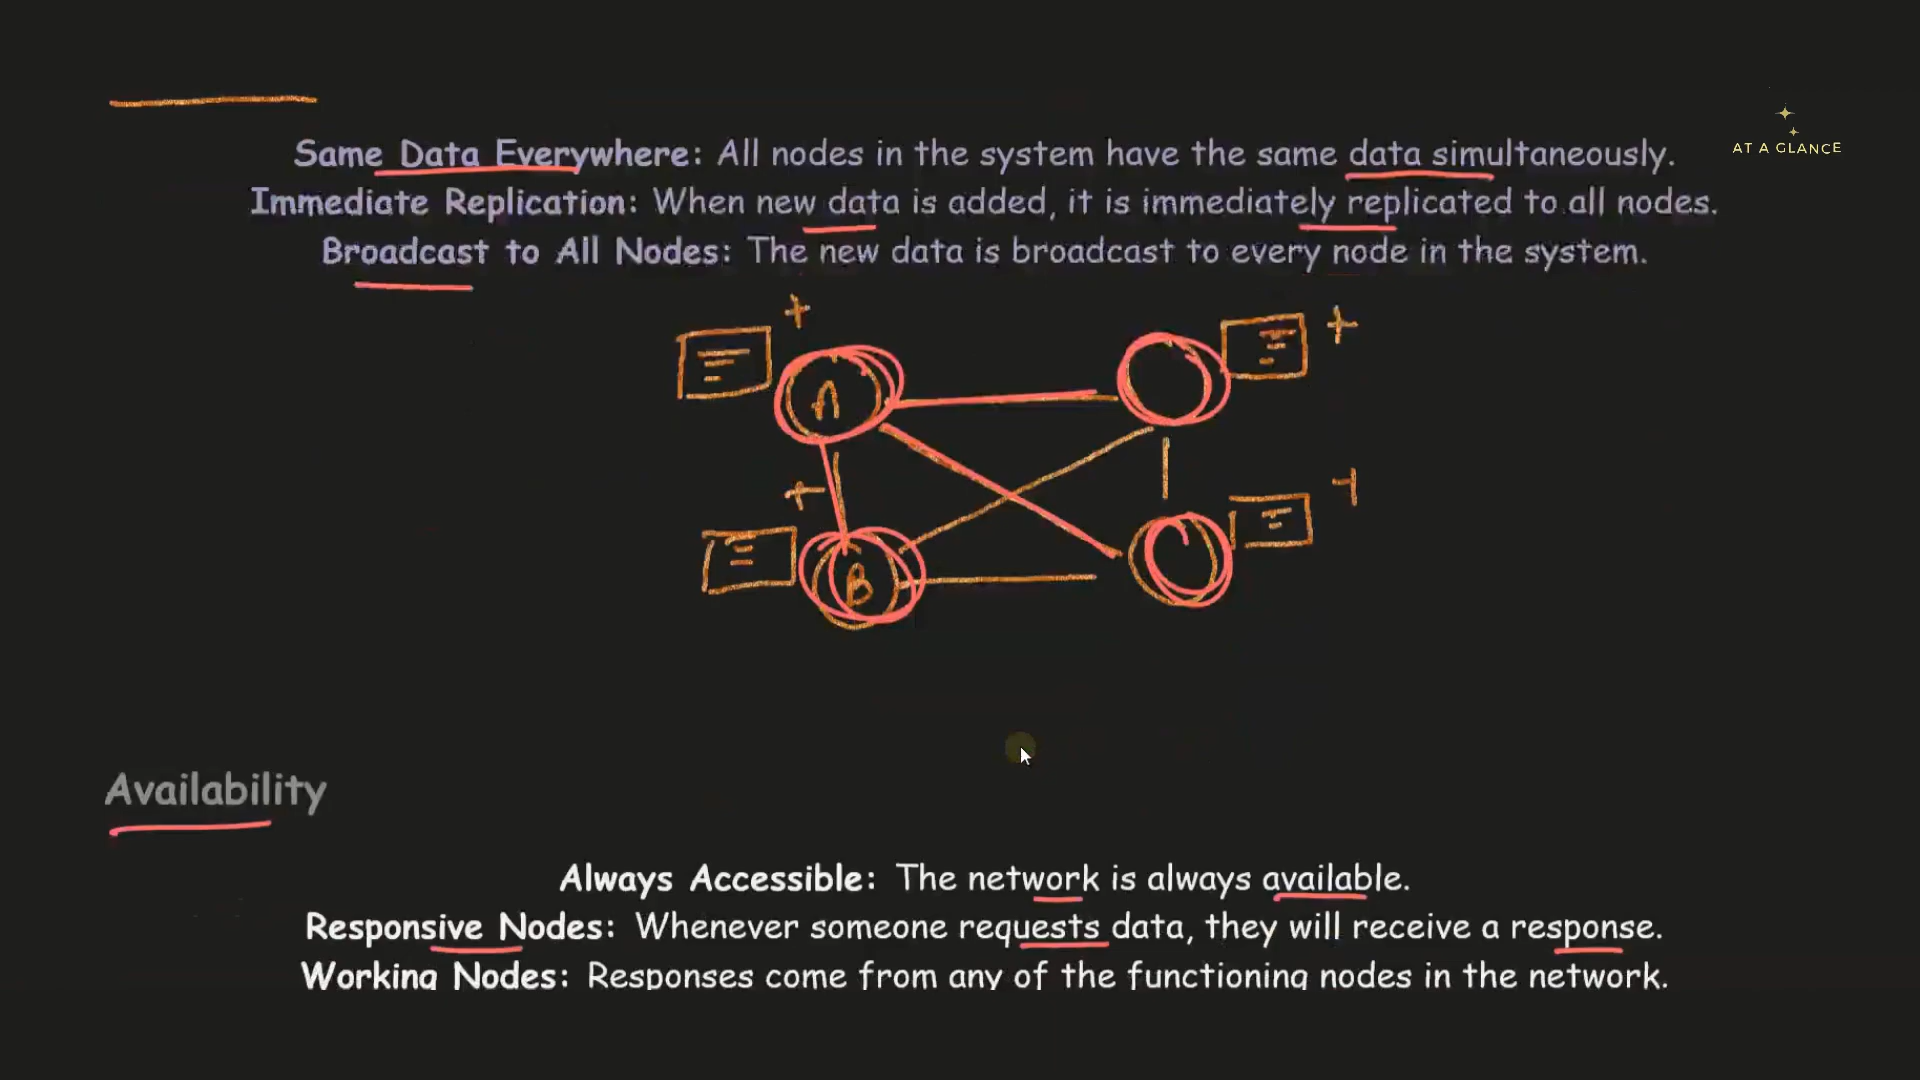 AT A GLANCE
Same Data Everywhere: All nodes in the system have the same data simultaneously.
Immediate Replication: When new data is added, it is immediately replicated to all nodes.
Broadcast to All Nodes: The new data is broadcast to every node in the system.
A
B
Availability
Always Accessible: The network is always available.
Responsive Nodes: Whenever someone requests data, they will receive a response.
Working Nodes: Responses come from any of the functioning nodes in the network.